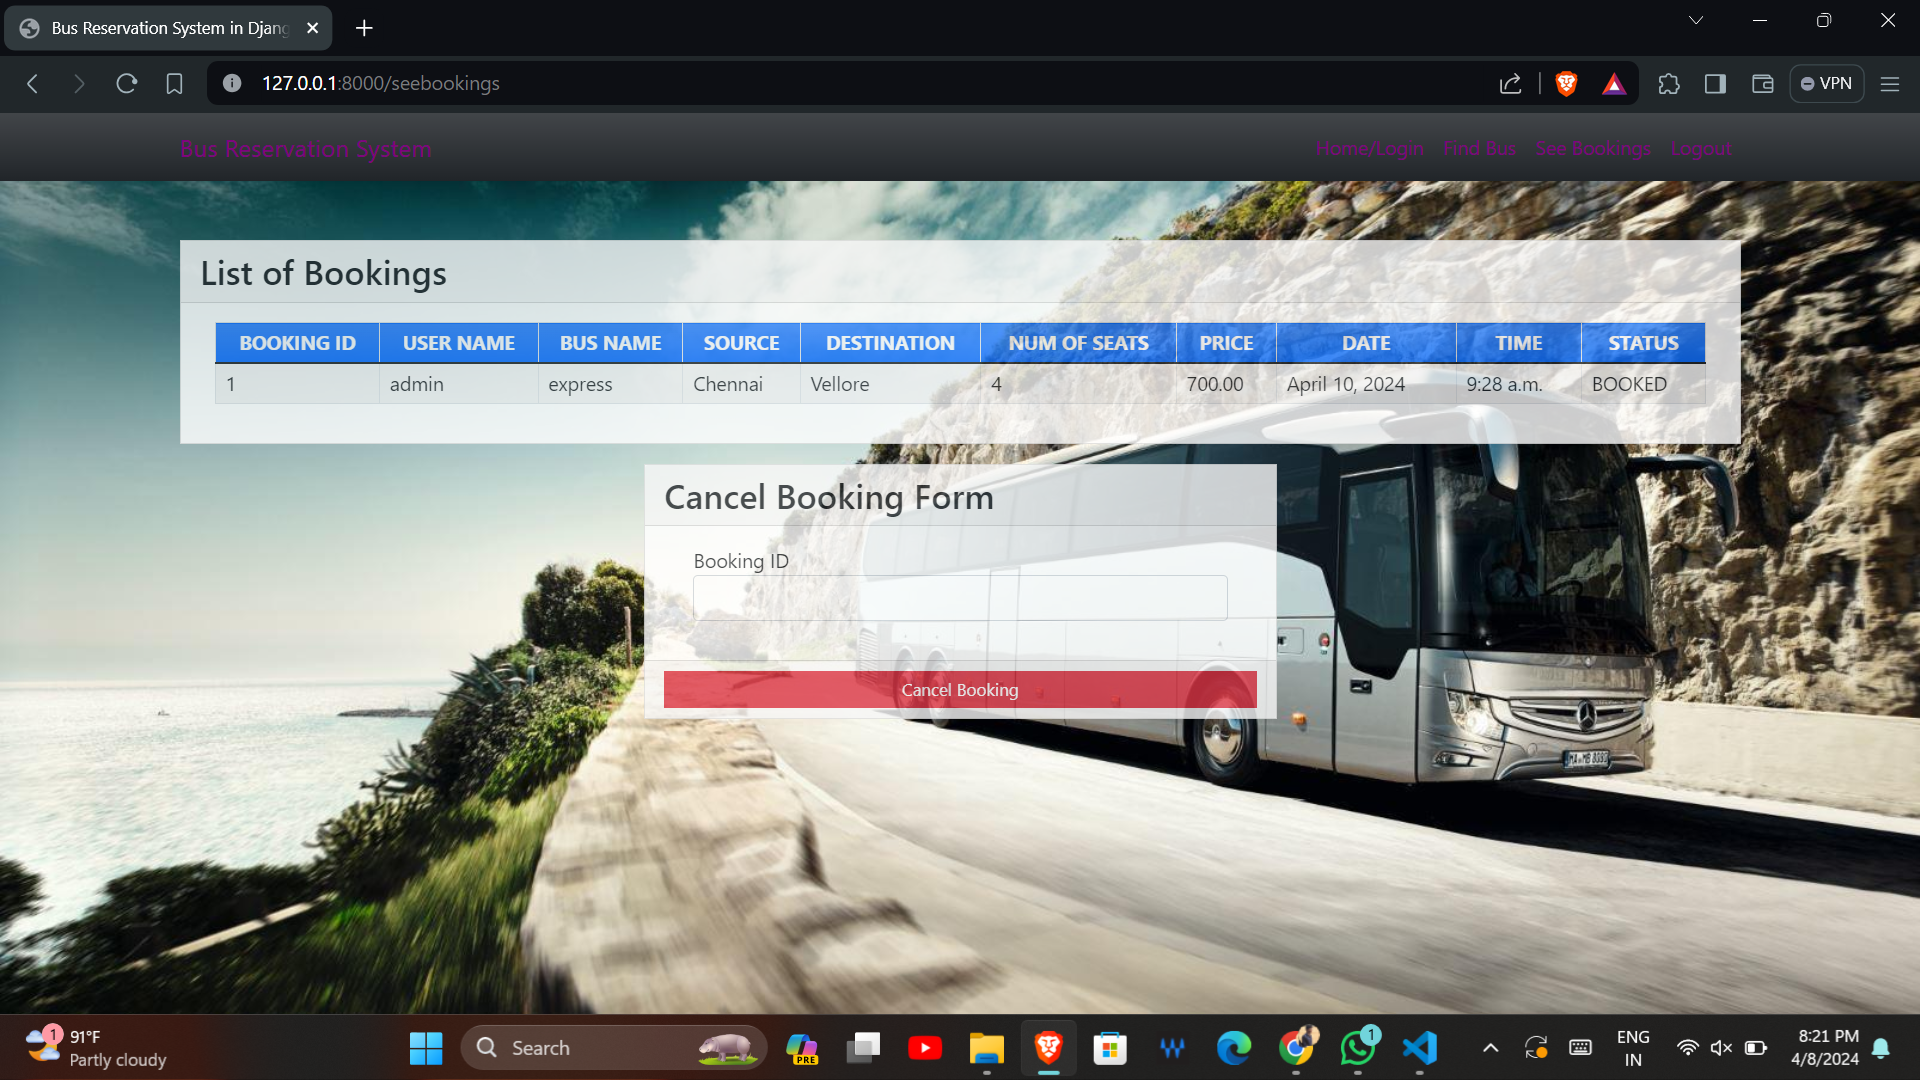 Bus Reservation System in Djang
127.0.0.1:8000/seebookings
VPN
Bus Reservation System
Home/Login Find Bus See Bookings Logout
List of Bookings
BOOKING ID USER NAME BUS NAME SOURCE DESTINATION NUM OF SEATS PRICE DATE TIME STATUS
1 admin express Chennai Vellore 4 700.00 April 10, 2024 9:28 a.m. BOOKED
Cancel Booking Form
Booking ID
Cancel Booking
1
91°F
Partly cloudy
Search
PRE
1
ENG
IN
8:21 PM
4/8/2024